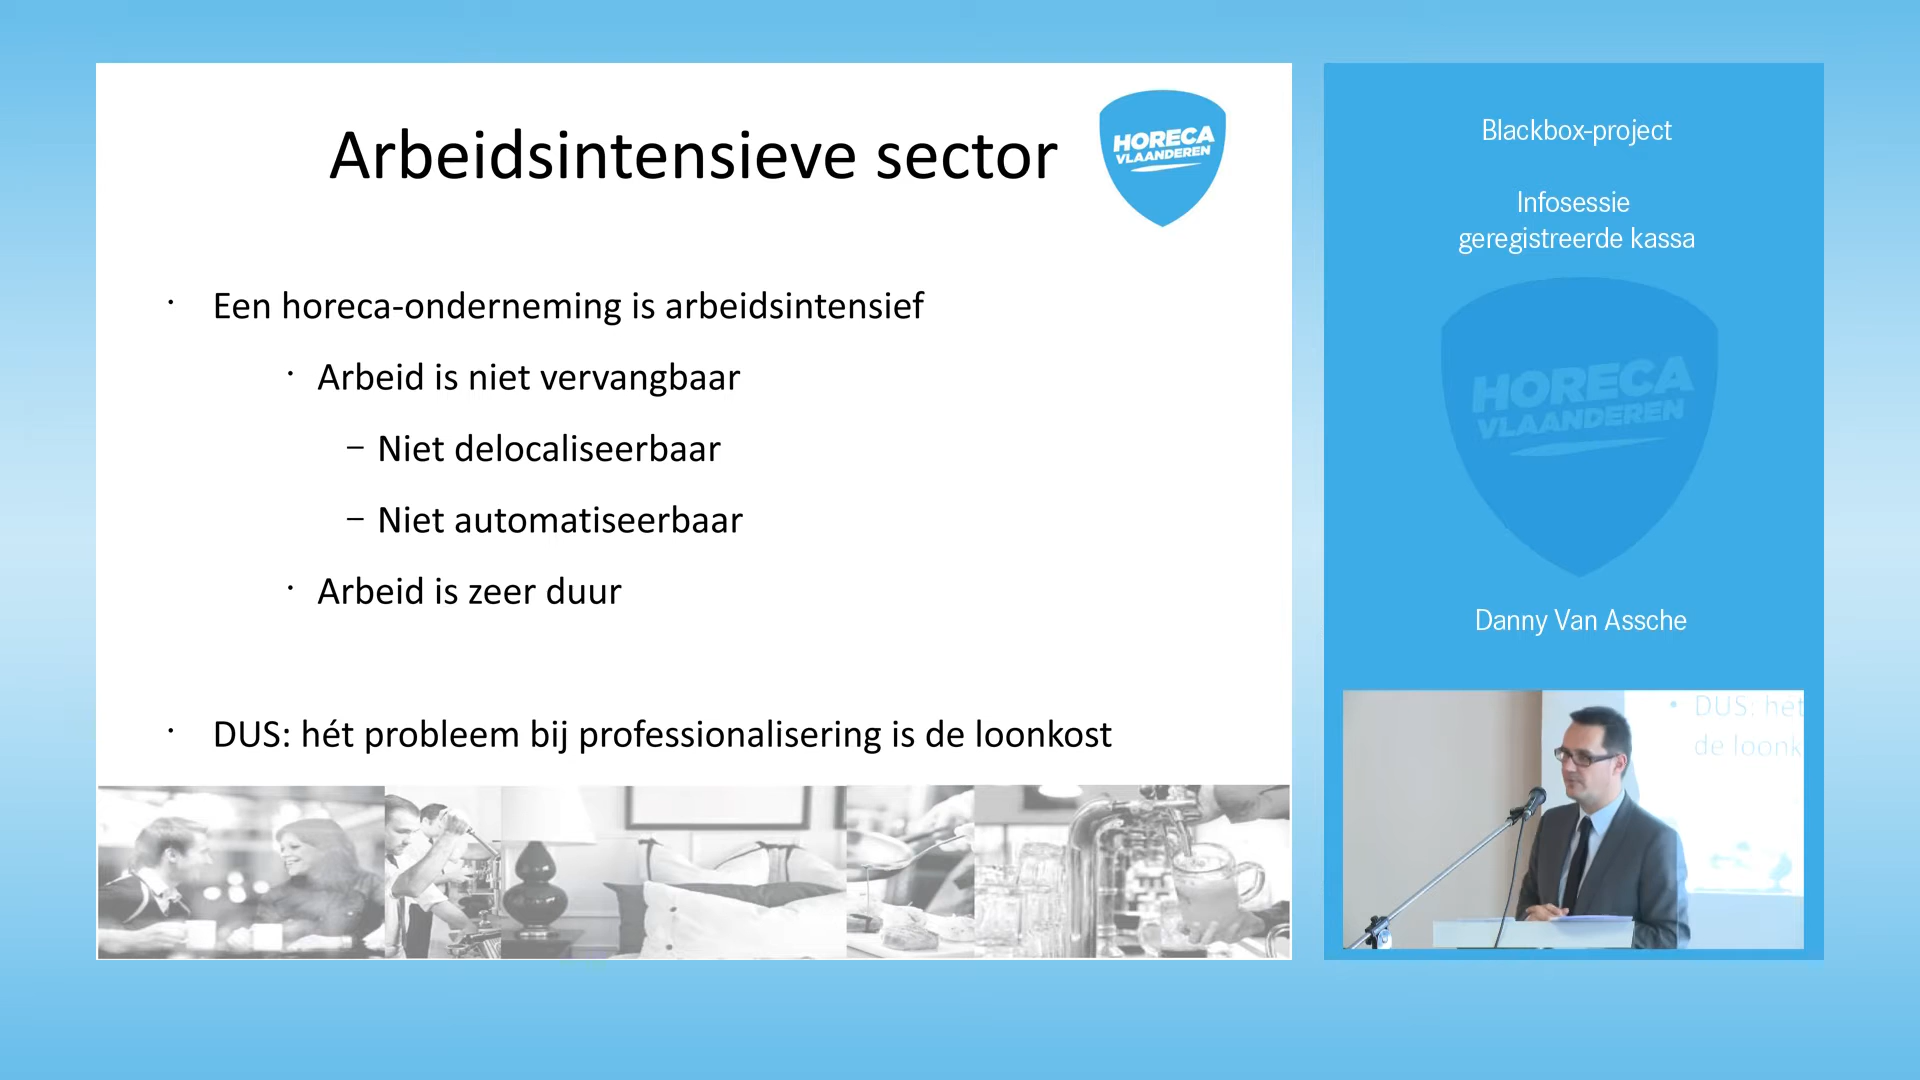 Arbeidsintensieve sector
HORECA
VLAANDEREN
· Een horeca-onderneming is arbeidsintensief
· Arbeid is niet vervangbaar
– Niet delocaliseerbaar
– Niet automatiseerbaar
· Arbeid is zeer duur
· DUS: hét probleem bij professionalisering is de loonkost
Blackbox-project
Infosessie
geregistreerde kassa
HORECA
VLAANDEREN
Danny Van Assche
• DUS: hét
de loonk